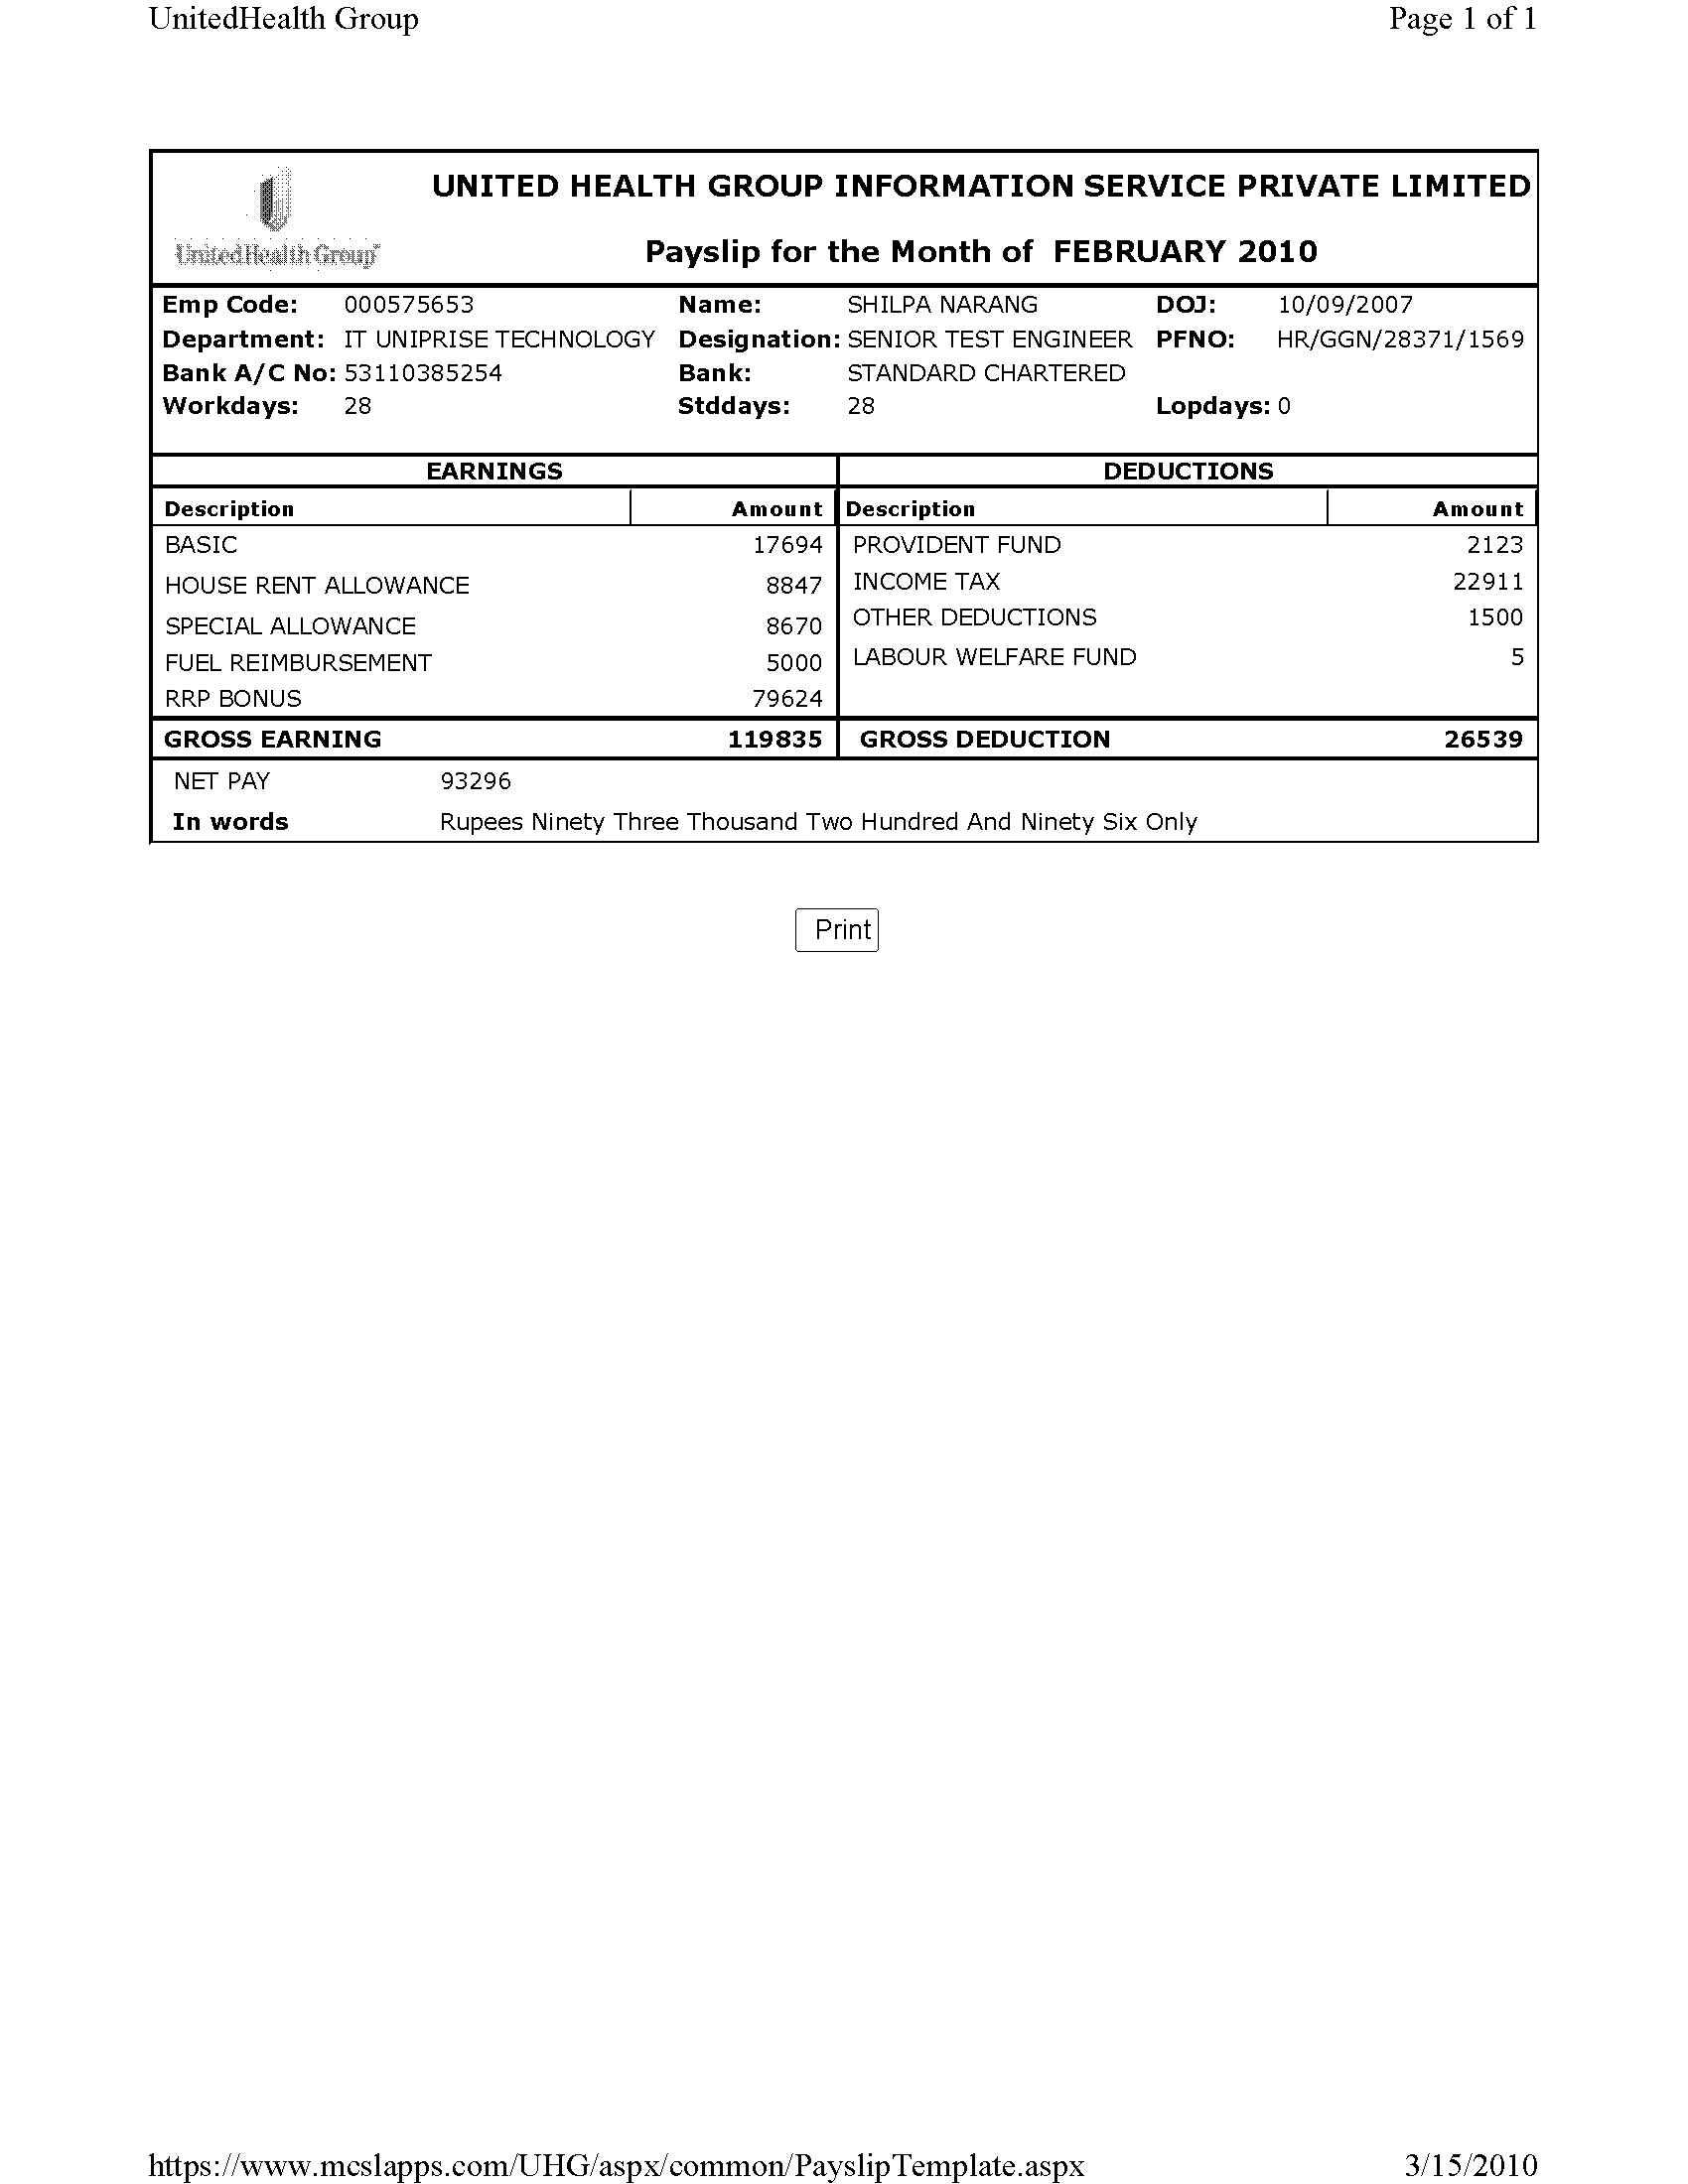 UnitedHealth Group Page 1 of 1
UNITED HEALTH GROUP INFORMATION SERVICE PRIVATE LIMITED
UnitedHealth Group
Payslip for the Month of FEBRUARY 2010
Emp Code: 000575653 Name: SHILPA NARANG DOJ: 10/09/2007
Department: IT UNIPRISE TECHNOLOGY Designation: SENIOR TEST ENGINEER PFNO: HR/GGN/28371/1569
Bank A/C No: 53110385254 Bank: STANDARD CHARTERED
Workdays: 28 Stddays: 28 Lopdays: 0
EARNINGS DEDUCTIONS
Description Amount Description Amount
BASIC 17694 PROVIDENT FUND 2123
HOUSE RENT ALLOWANCE 8847 INCOME TAX 22911
SPECIAL ALLOWANCE 8670 OTHER DEDUCTIONS 1500
FUEL REIMBURSEMENT 5000 LABOUR WELFARE FUND 5
RRP BONUS 79624
GROSS EARNING 119835 GROSS DEDUCTION 26539
NET PAY 93296
In words Rupees Ninety Three Thousand Two Hundred And Ninety Six Only
Print
https://www.mcslapps.com/UHG/aspx/common/PayslipTemplate.aspx 3/15/2010